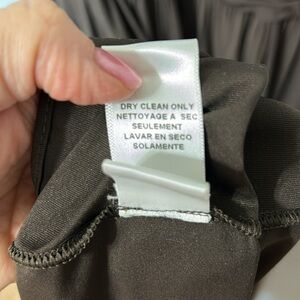 DRY CLEAN ONLY
NETTOYAGE A SEC
SEULEMENT
LAVAR EN SECO
SOLAMENTE